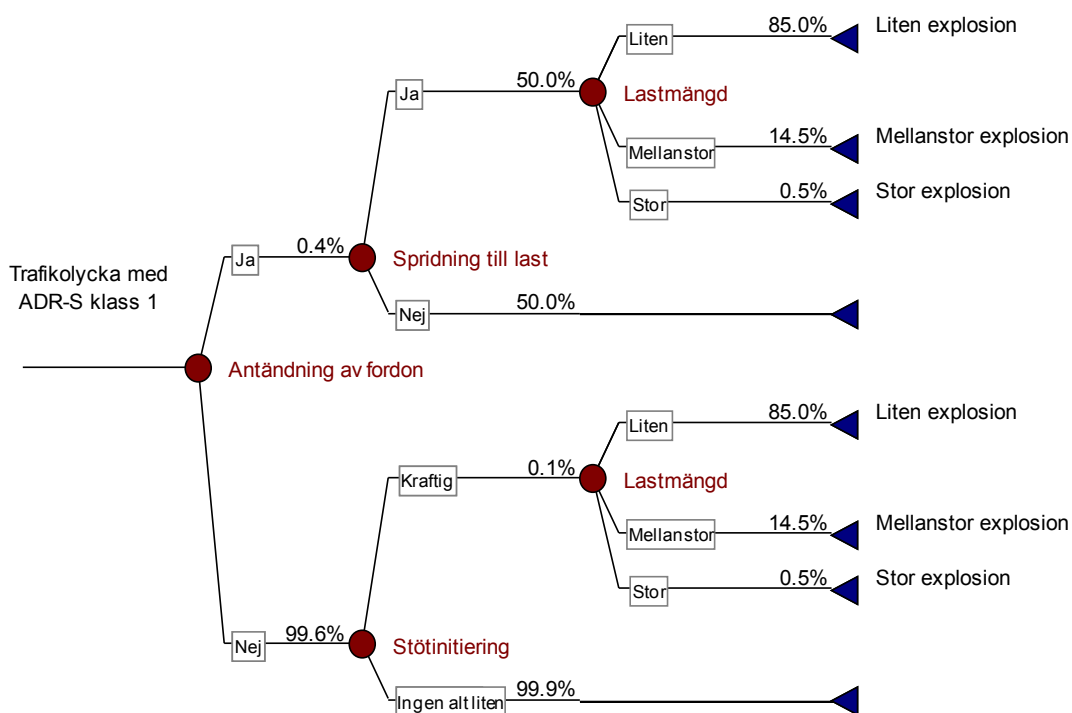 Liten
85.0%
Liten explosion
Ja
50.0%
Lastmängd
Mellanstor
14.5%
Mellanstor explosion
Stor
0.5%
Stor explosion
Ja
0.4%
Spridning till last
Trafikolycka med
ADR-S klass 1
Nej
50.0%
Antändning av fordon
Liten
85.0%
Liten explosion
Kraftig
0.1%
Lastmängd
Mellanstor
14.5%
Mellanstor explosion
Stor
0.5%
Stor explosion
Nej
99.6%
Stötinitiering
Ingen alt liten
99.9%